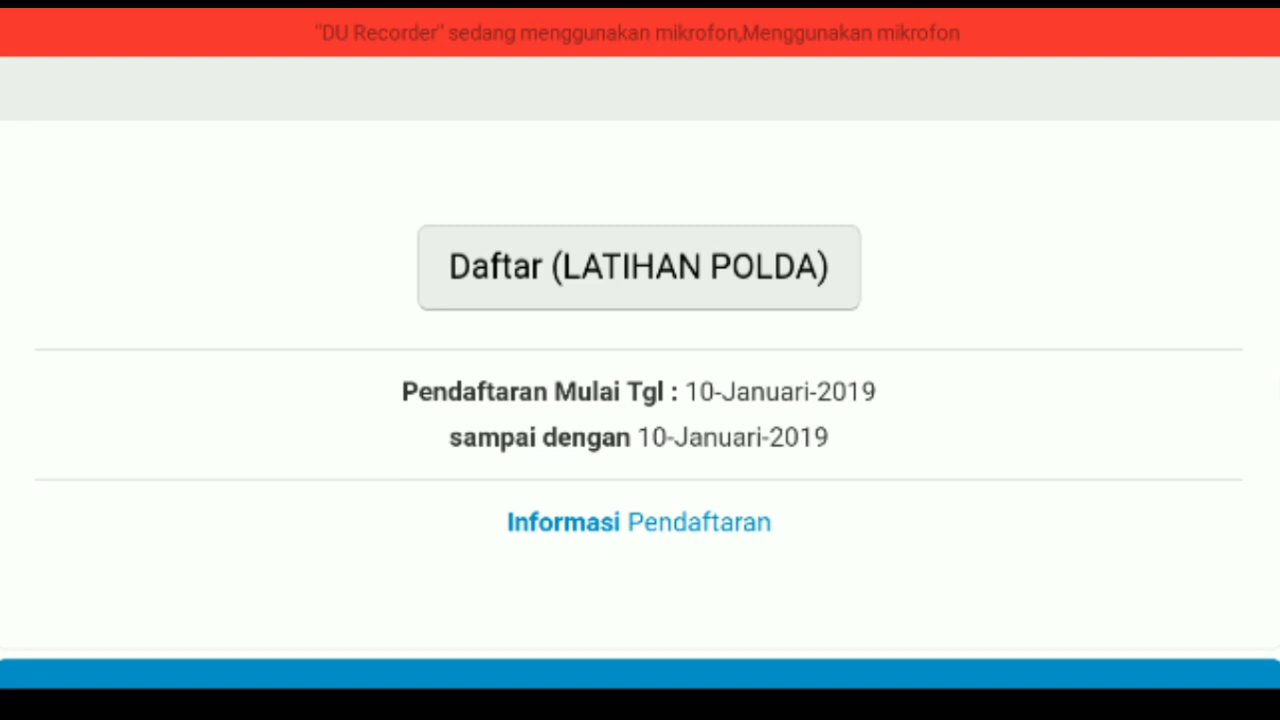 "DU Recorder" sedang menggunakan mikrofon,Menggunakan mikrofon
Daftar (LATIHAN POLDA)
Pendaftaran Mulai Tgl : 10-Januari-2019
sampai dengan 10-Januari-2019
Informasi Pendaftaran